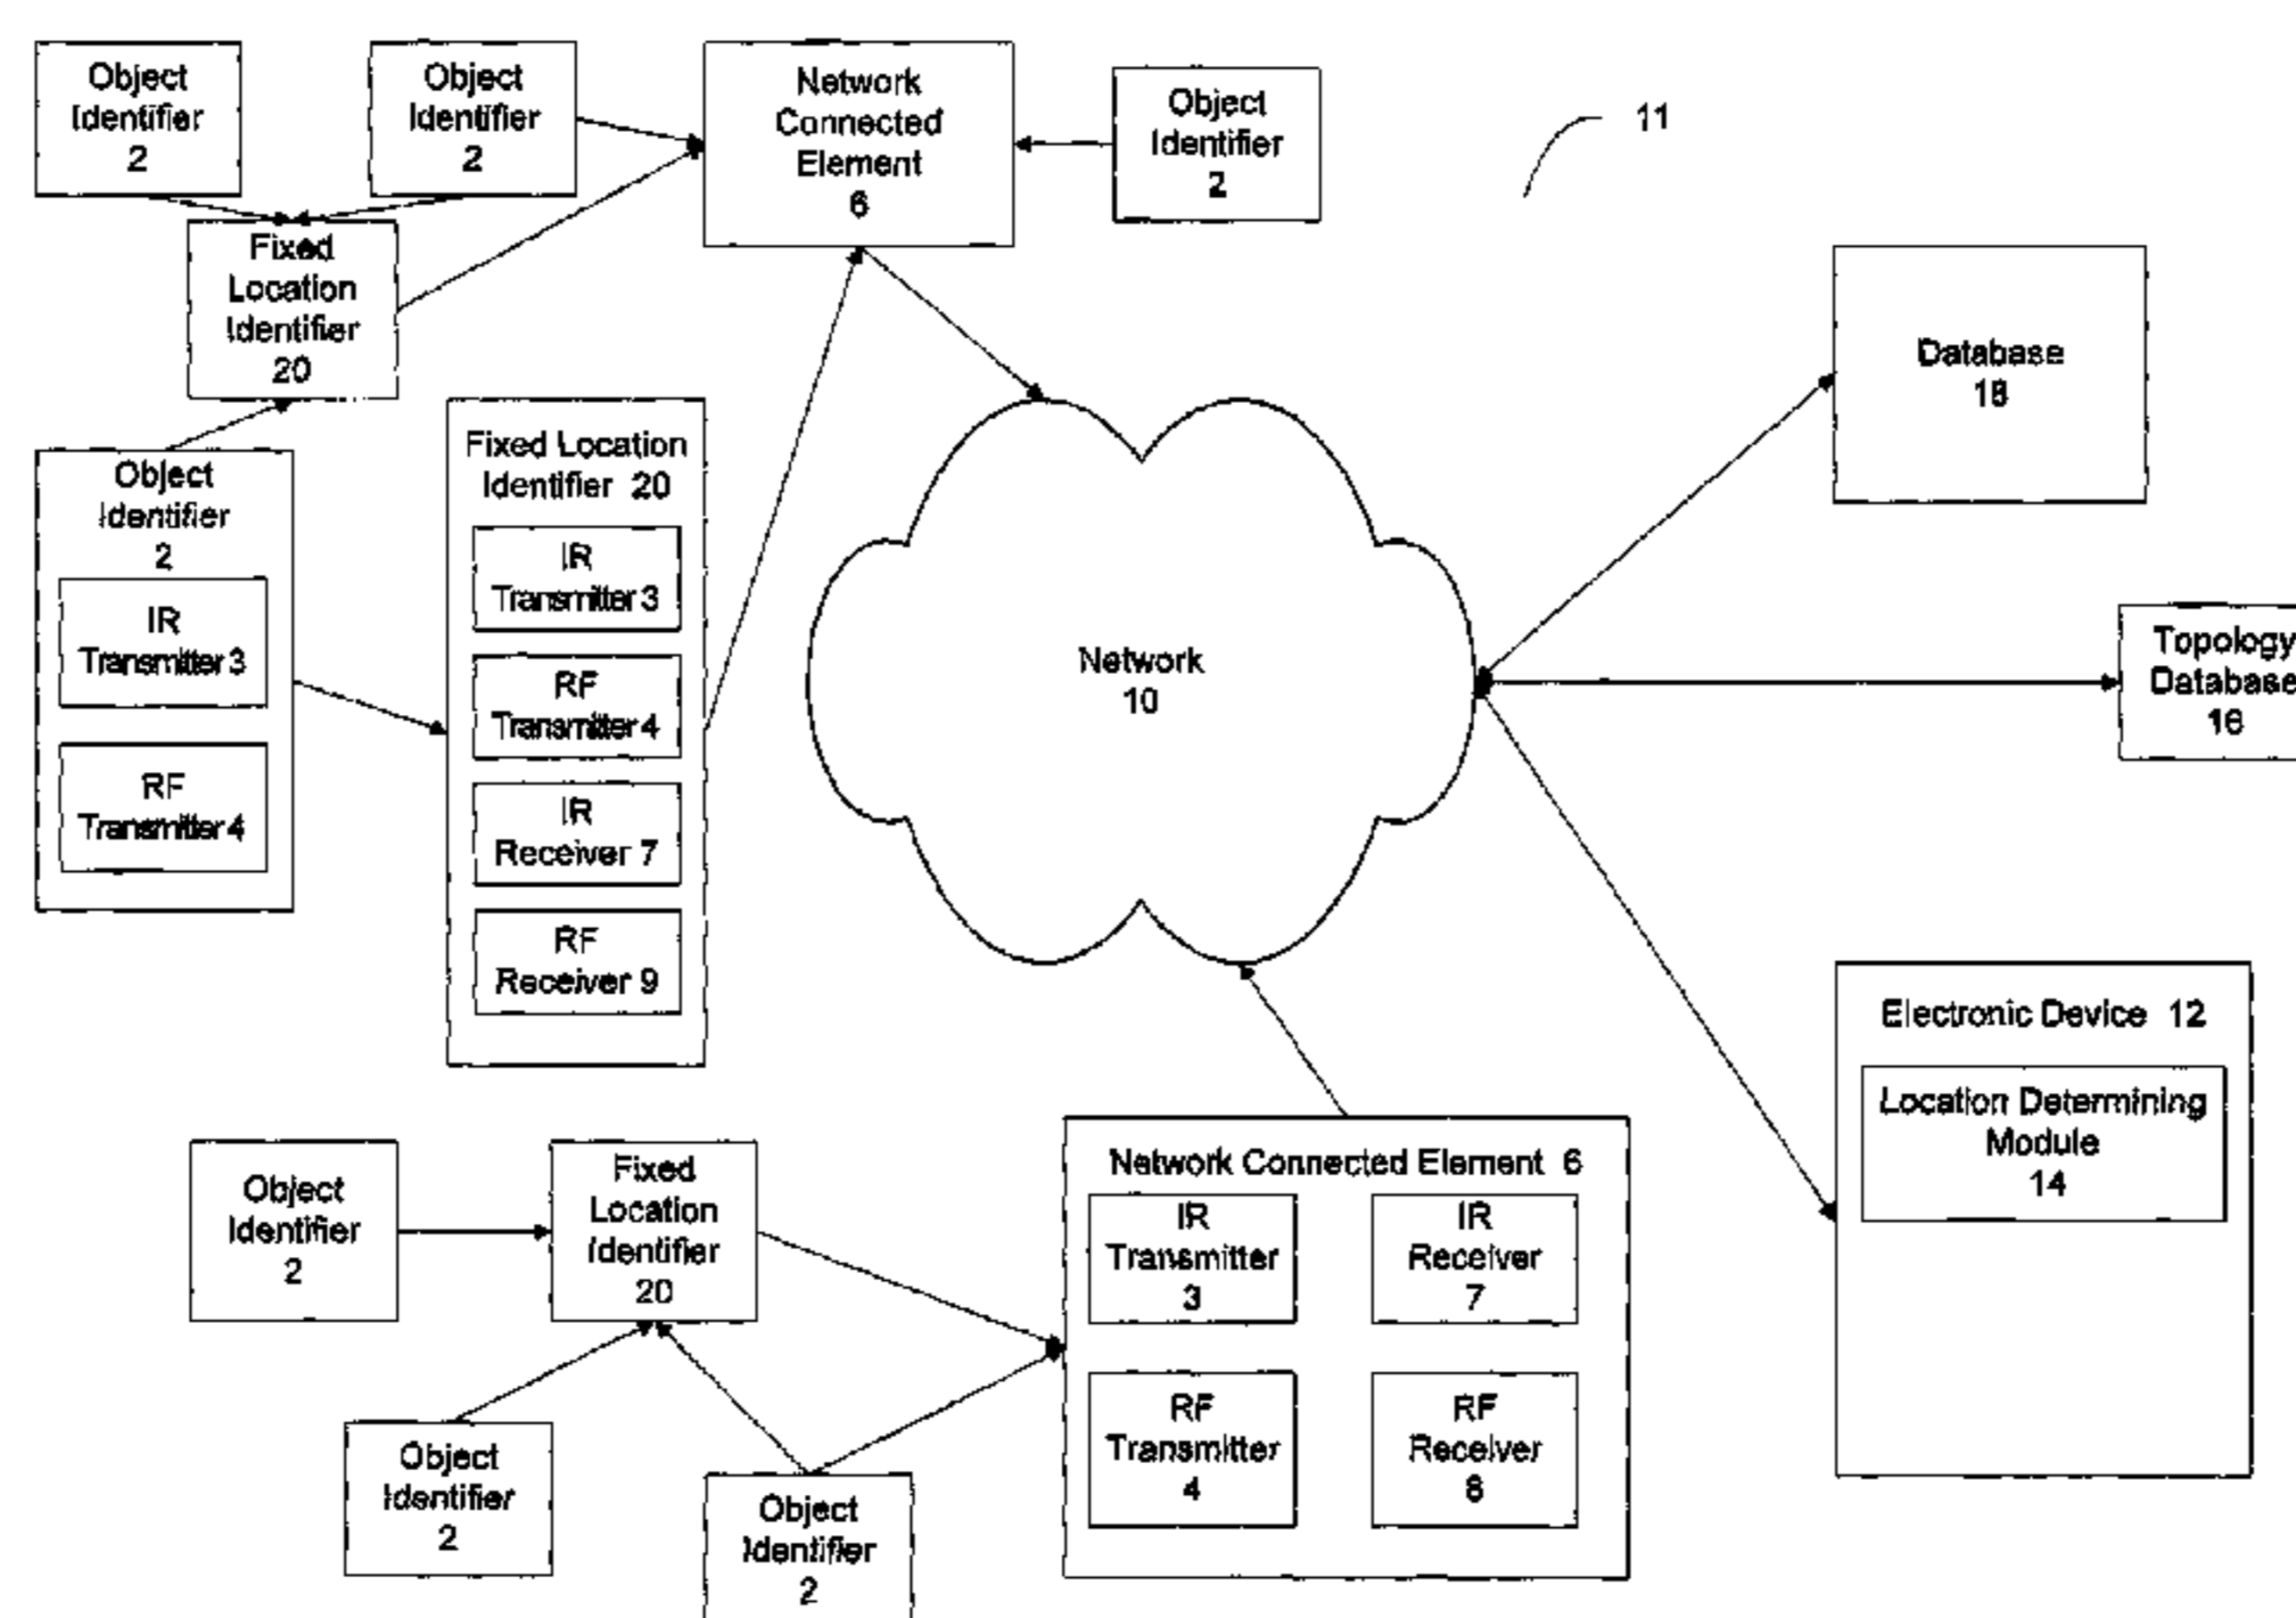 Object
Identifier
2
Object
Identifier
2
Network
Connected
Element
6
Object
Identifier
2
11
Fixed
Location
Identifier
20
Database
18
Object
Identifier
2
IR
Transmitter 3
RF
Transmitter 4
Fixed Location
Identifier 20
IR
Transmitter 3
RF
Transmitter 4
IR
Receiver 7
RF
Receiver 9
Network
10
Topology
Database
16
Electronic Device 12
Location Determining
Module
14
Object
Identifier
2
Fixed
Location
Identifier
20
Network Connected Element 6
IR
Transmitter
3
IR
Receiver
7
RF
Transmitter
4
RF
Receiver
8
Object
Identifier
2
Object
Identifier
2